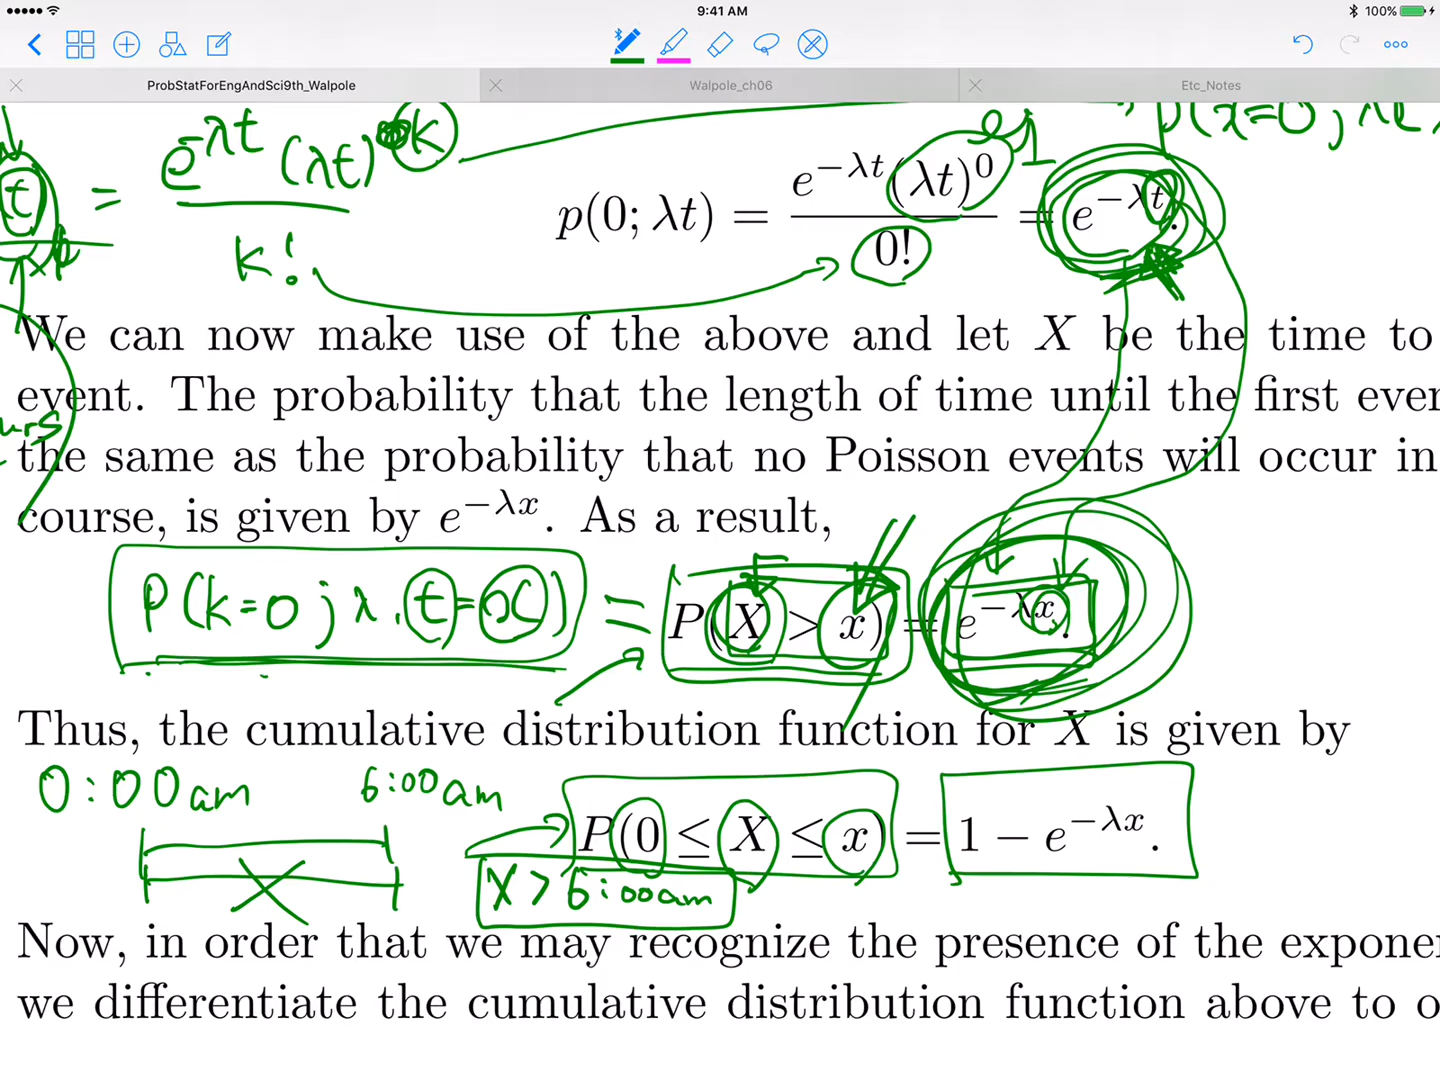 9:41 AM
100%
ProbStatForEngAndSci9th_Walpole
Walpole_ch06
Etc_Notes
= e^{-λt} (λt)^k / k!
p(0; λt) = e^{−λt}(λt)^0 / 0! = e^{−λt}.
1
P(x=0; λt
t
We can now make use of the above and let X be the time to
event. The probability that the length of time until the first
the same as the probability that no Poisson events will occur in
course, is given by e^{−λx}. As a result,
P(k=0; λ.(t=x)) =
P(X > x) = e^{−λx}.
Thus, the cumulative distribution function for X is given by
0:00am 6:00am
P(0 ≤ X ≤ x) = 1 − e^{−λx}.
X
X > 6:00am
Now, in order that we may recognize the presence of the
we differentiate the cumulative distribution function above to